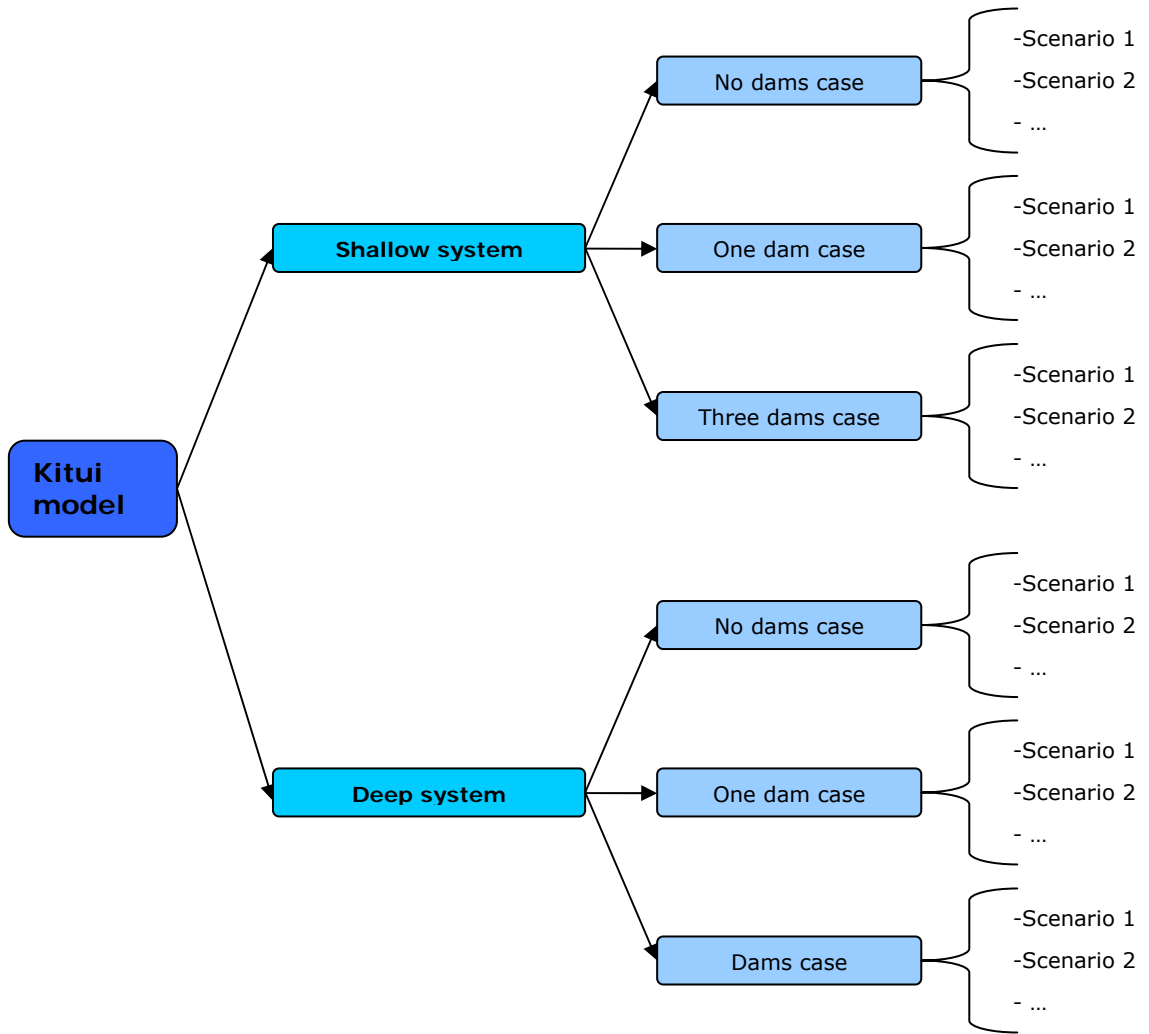 Kitui
model
Shallow system
No dams case
-Scenario 1
-Scenario 2
- ...
One dam case
-Scenario 1
-Scenario 2
- ...
Three dams case
-Scenario 1
-Scenario 2
- ...
Deep system
No dams case
-Scenario 1
-Scenario 2
- ...
One dam case
-Scenario 1
-Scenario 2
- ...
Dams case
-Scenario 1
-Scenario 2
- ...